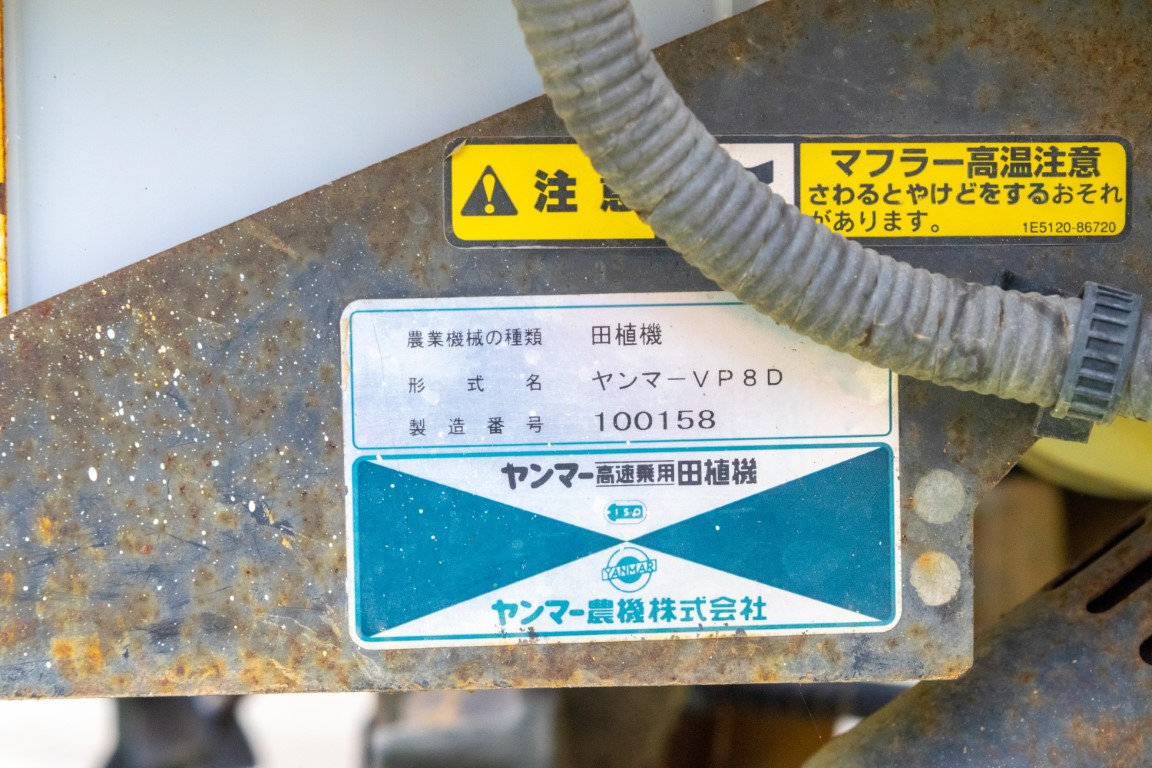 注意
マフラー高温注意
さわるとやけどをするおそれ
があります。
1E5120-86720
農業機械の種類 田植機
形式名 ヤンマーVP8D
製造番号 100158
ヤンマー高速乗用田植機
ISO
YANMAR
ヤンマー農機株式会社